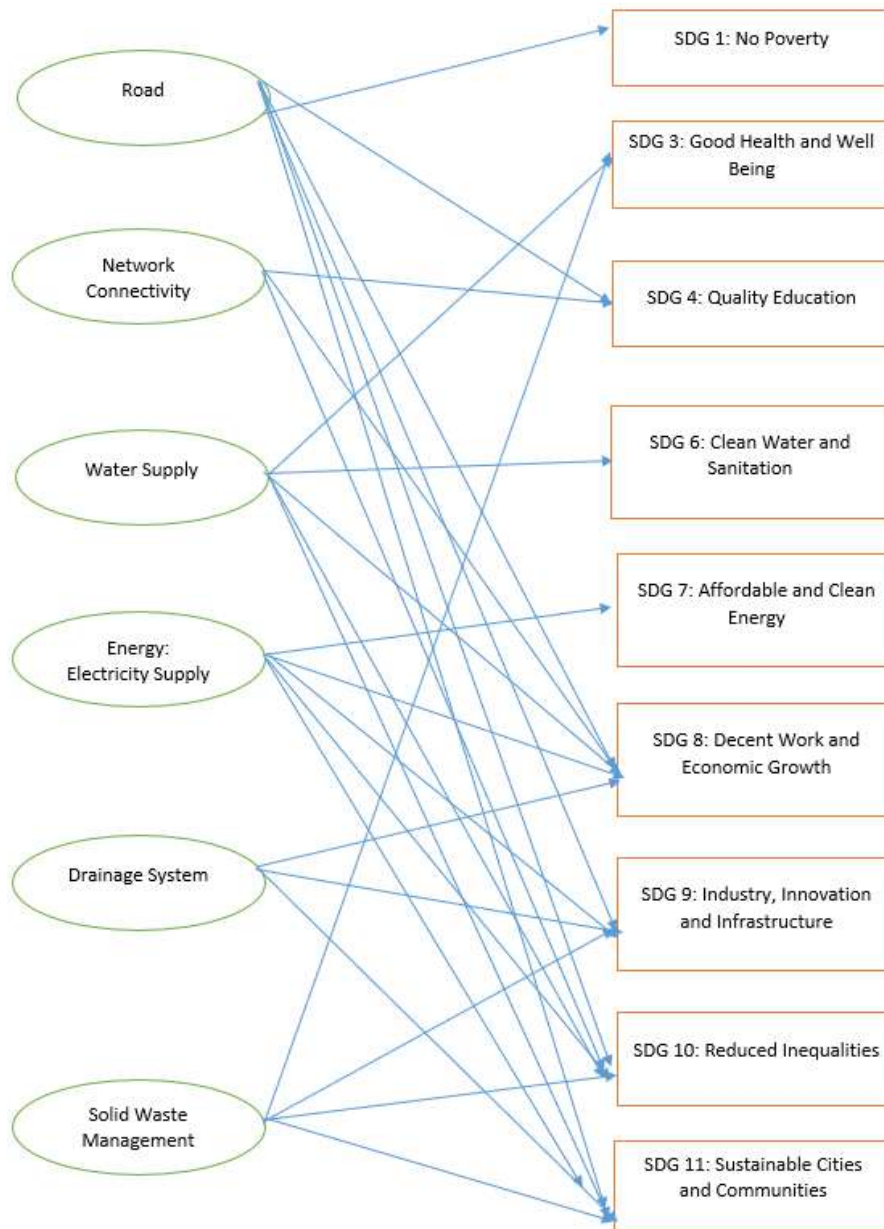 Road
Network
Connectivity
Water Supply
Energy:
Electricity Supply
Drainage System
Solid Waste
Management
SDG 1: No Poverty
SDG 3: Good Health and Well
Being
SDG 4: Quality Education
SDG 6: Clean Water and
Sanitation
SDG 7: Affordable and Clean
Energy
SDG 8: Decent Work and
Economic Growth
SDG 9: Industry, Innovation
and Infrastructure
SDG 10: Reduced Inequalities
SDG 11: Sustainable Cities
and Communities